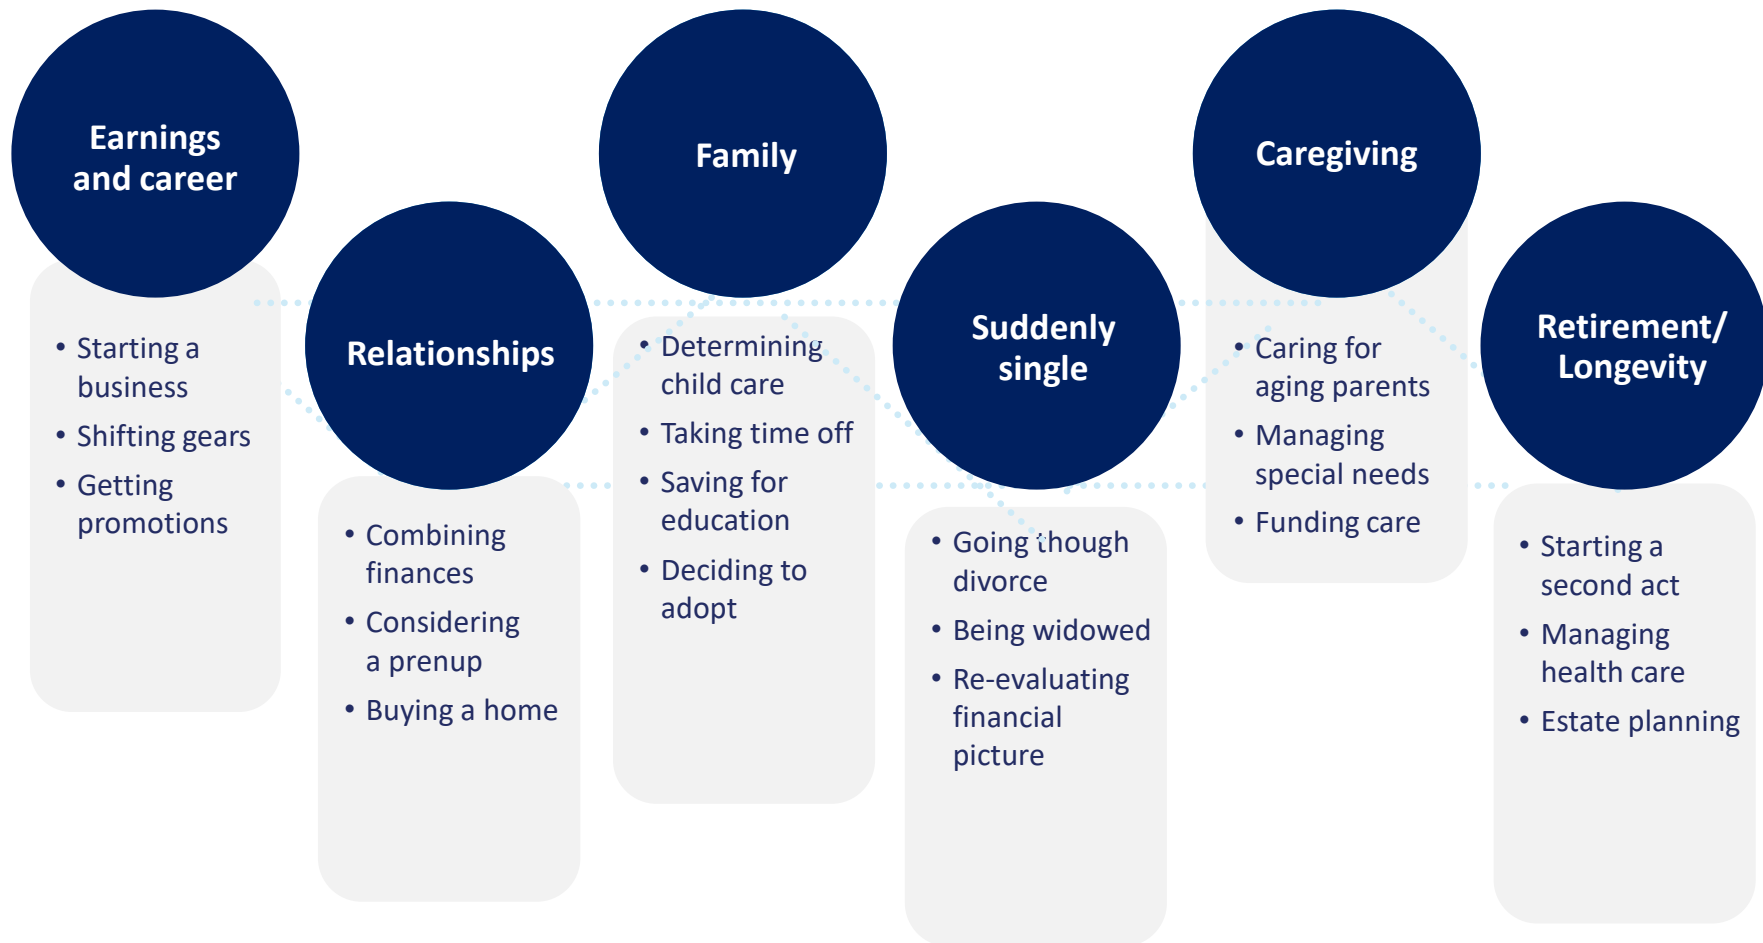 Earnings
and career
• Starting a
business
• Shifting gears
• Getting
promotions
Relationships
• Combining
finances
• Considering
a prenup
• Buying a home
Family
• Determining
child care
• Taking time off
• Saving for
education
• Deciding to
adopt
Suddenly
single
• Going though
divorce
• Being widowed
• Re-evaluating
financial
picture
Caregiving
• Caring for
aging parents
• Managing
special needs
• Funding care
Retirement/
Longevity
• Starting a
second act
• Managing
health care
• Estate planning